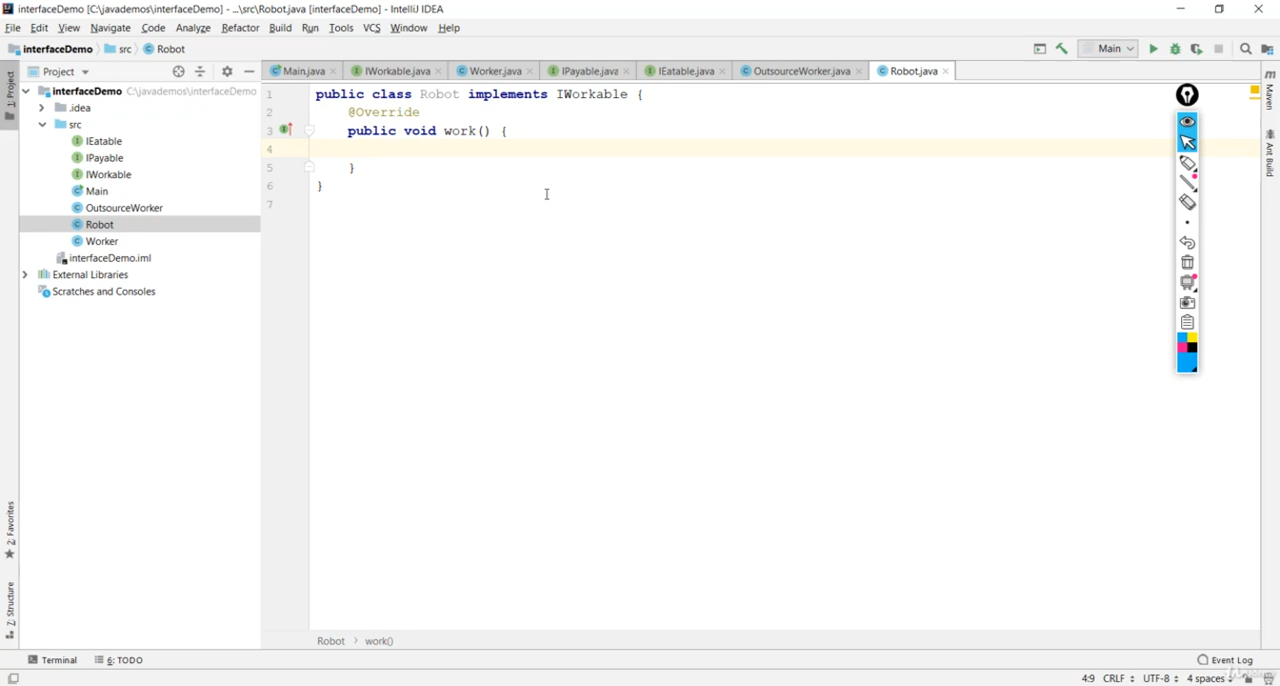 interfaceDemo [C:\javademos\interfaceDemo] - ...\src\Robot.java [interfaceDemo] - IntelliJ IDEA
File Edit View Navigate Code Analyze Refactor Build Run Tools VCS Window Help
interfaceDemo src Robot Main
1: Project
Project
Main.java IWorkable.java Worker.java IPayable.java IEatable.java OutsourceWorker.java Robot.java
interfaceDemo C:\javademos\interfaceDemo
.idea
src
IEatable
IPayable
IWorkable
Main
OutsourceWorker
Robot
Worker
interfaceDemo.iml
External Libraries
Scratches and Consoles
1 public class Robot implements IWorkable {
2 @Override
3 public void work() {
4
5 }
6 }
7
Maven
Ant Build
2: Favorites
7: Structure
Robot > work()
Terminal 6: TODO Event Log
4:9 CRLF UTF-8 4 spaces